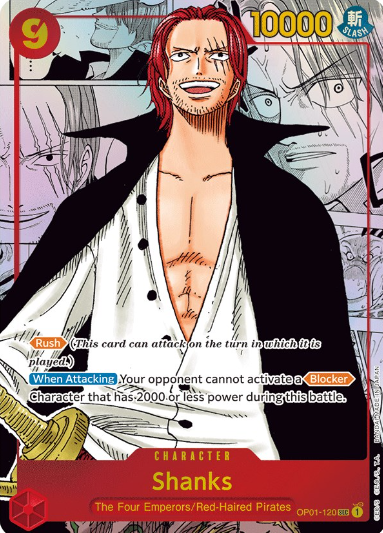 9
10000
斬
SLASH
Rush (This card can attack on the turn in which it is
played.)
When Attacking Your opponent cannot activate a Blocker
Character that has 2000 or less power during this battle.
CHARACTER
Shanks
The Four Emperors/Red-Haired Pirates
OP01-120 SEC 1